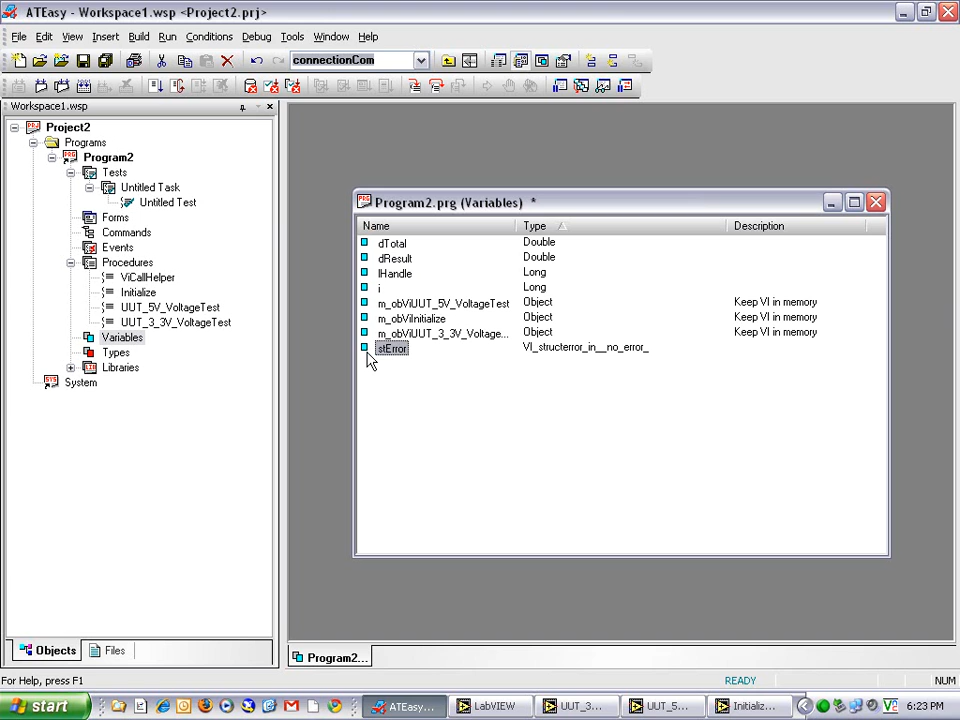 ATEasy - Workspace1.wsp <Project2.prj>
File Edit View Insert Build Run Conditions Debug Tools Window Help
connectionCom
Workspace1.wsp
Project2
Programs
Program2
Tests
Untitled Task
Untitled Test
Forms
Commands
Events
Procedures
ViCallHelper
Initialize
UUT_5V_VoltageTest
UUT_3_3V_VoltageTest
Variables
Types
Libraries
System
Program2.prg (Variables) *
Name Type Description
dTotal Double
dResult Double
lHandle Long
i Long
m_obViUUT_5V_VoltageTest Object Keep VI in memory
m_obViInitialize Object Keep VI in memory
m_obViUUT_3_3V_Voltage... Object Keep VI in memory
stError VI_structerror_in__no_error_
Objects Files
Program2...
For Help, press F1 READY NUM
start ATEasy... LabVIEW UUT_3... UUT_5... Initializ... 6:23 PM